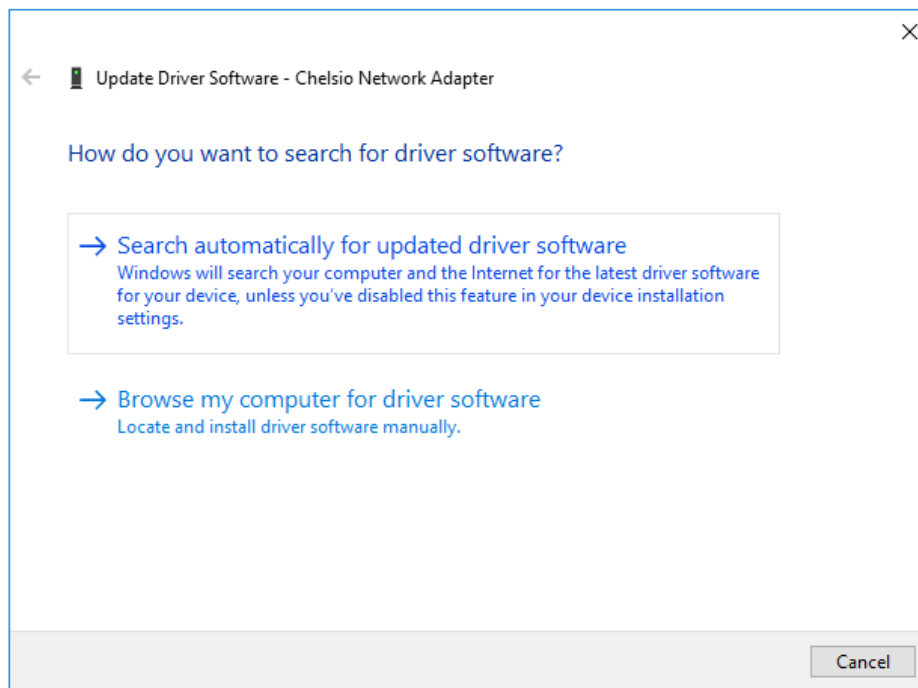 Update Driver Software - Chelsio Network Adapter
How do you want to search for driver software?
Search automatically for updated driver software
Windows will search your computer and the Internet for the latest driver software
for your device, unless you've disabled this feature in your device installation
settings.
Browse my computer for driver software
Locate and install driver software manually.
Cancel